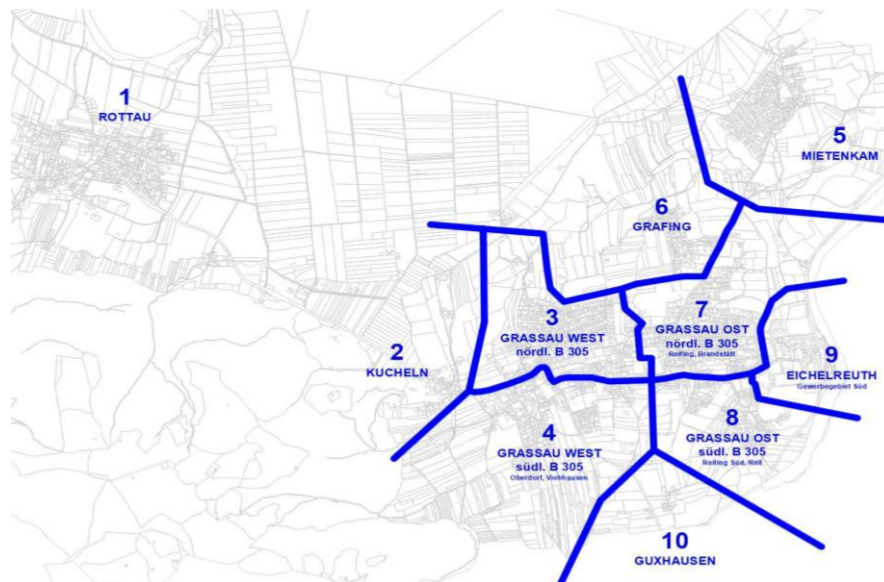 1
ROTTAU
5
MIETENKAM
6
GRAFING
3
GRASSAU WEST
nördl. B 305
7
GRASSAU OST
nördl. B 305
Reifing, Brandstätt
2
KUCHELN
9
EICHELREUTH
Gewerbegebiet Süd
4
GRASSAU WEST
südl. B 305
Oberdorf, Viehhausen
8
GRASSAU OST
südl. B 305
Reifing Süd, Reit
10
GUXHAUSEN